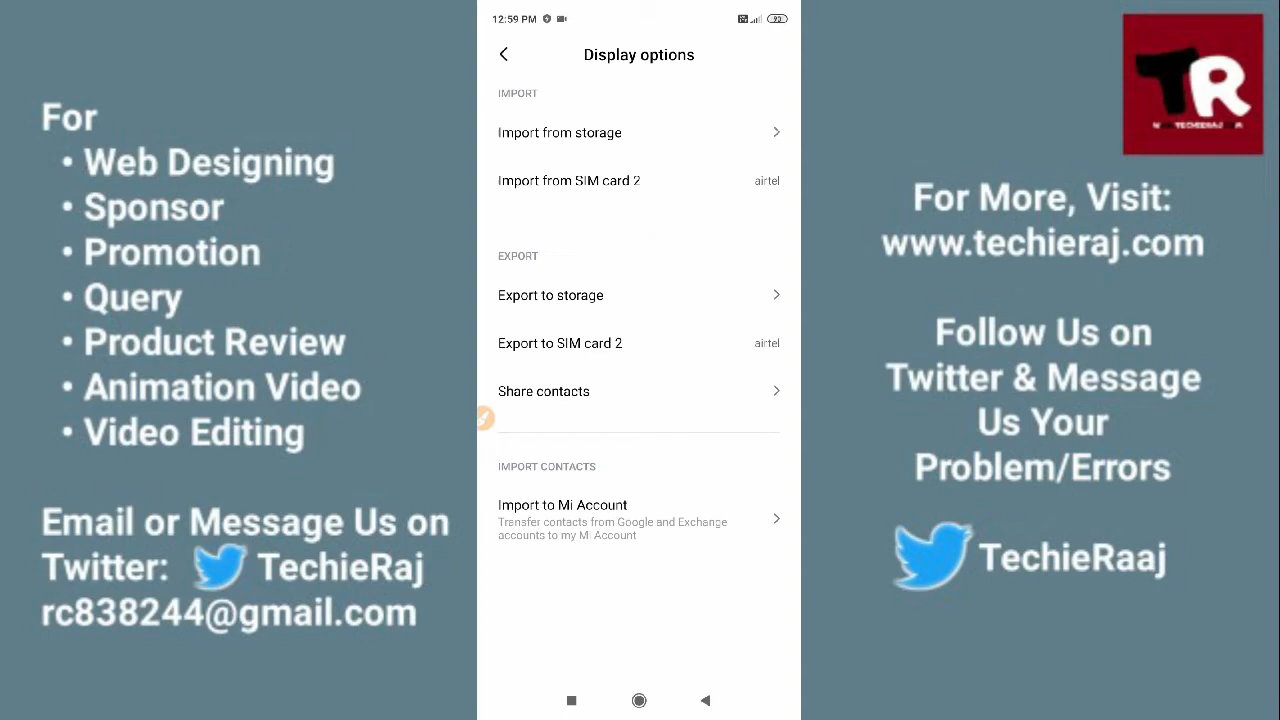 For
• Web Designing
• Sponsor
• Promotion
• Query
• Product Review
• Animation Video
• Video Editing
Email or Message Us on
Twitter: TechieRaj
rc838244@gmail.com
12:59 PM
90
Display options
IMPORT
Import from storage
Import from SIM card 2 airtel
EXPORT
Export to storage
Export to SIM card 2 airtel
Share contacts
IMPORT CONTACTS
Import to Mi Account
Transfer contacts from Google and Exchange
accounts to my Mi Account
TR
For More, Visit:
www.techieraj.com
Follow Us on
Twitter & Message
Us Your
Problem/Errors
TechieRaaj